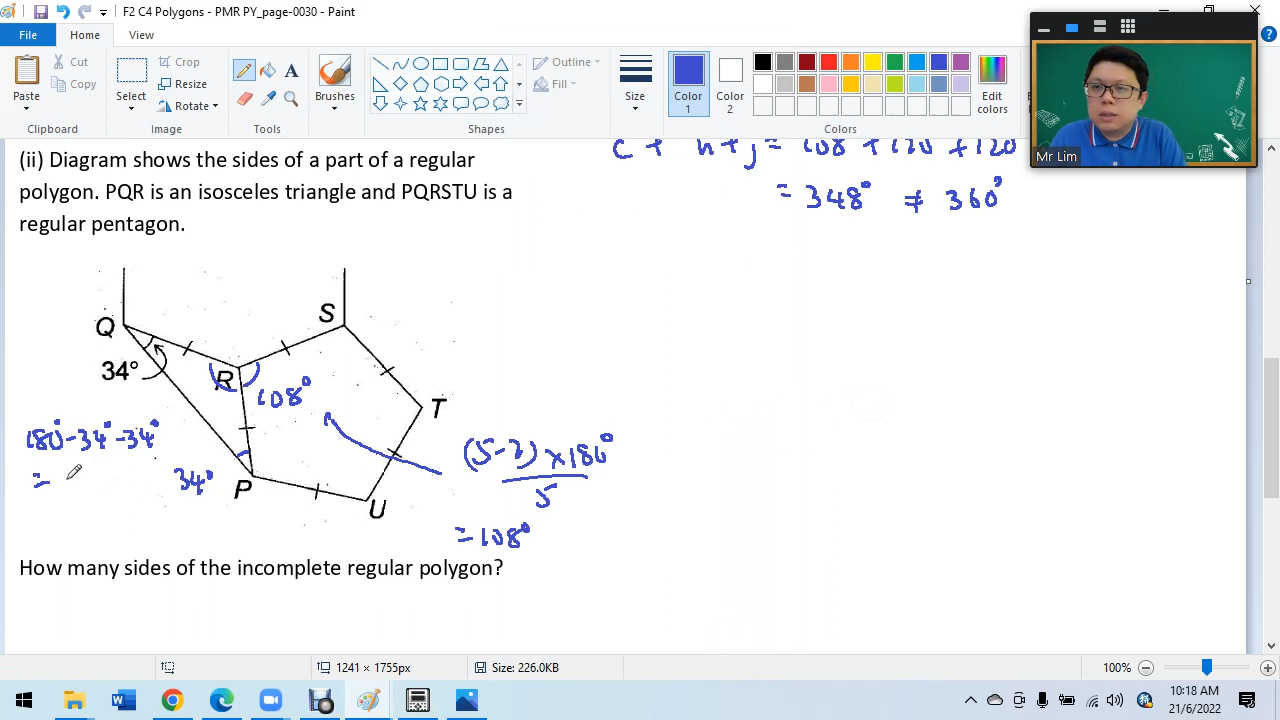 F2 C4 Polygons - PMR PY_page-0030 - Paint
File Home View
Paste Cut Copy Clipboard
Select Crop Resize Rotate Image
A Tools
Brushes
Outline Fill Shapes
Size
Color 1 Color 2 Edit colors Colors
Mr Lim
c + h + j = 108 + 120 + 120
= 348° ≠ 360°
(ii) Diagram shows the sides of a part of a regular
polygon. PQR is an isosceles triangle and PQRSTU is a
regular pentagon.
Q
S
34°
R
108°
T
180°-34°-34°
=
34°
P
U
(5-2) × 180°
5
= 108°
How many sides of the incomplete regular polygon?
1241 × 1755px
Size: 226.0KB
100%
10:18 AM
21/6/2022